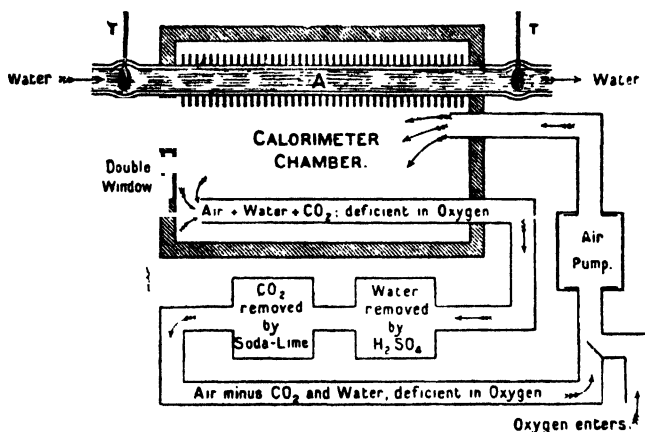 T
T
Water
A
Water
CALORIMETER
CHAMBER.
Double
Window
Air + Water + CO₂: deficient in Oxygen
Air
Pump.
CO₂
removed
by
Soda-Lime
Water
removed
by
H₂SO₄
Air minus CO₂ and Water, deficient in Oxygen
Oxygen enters.